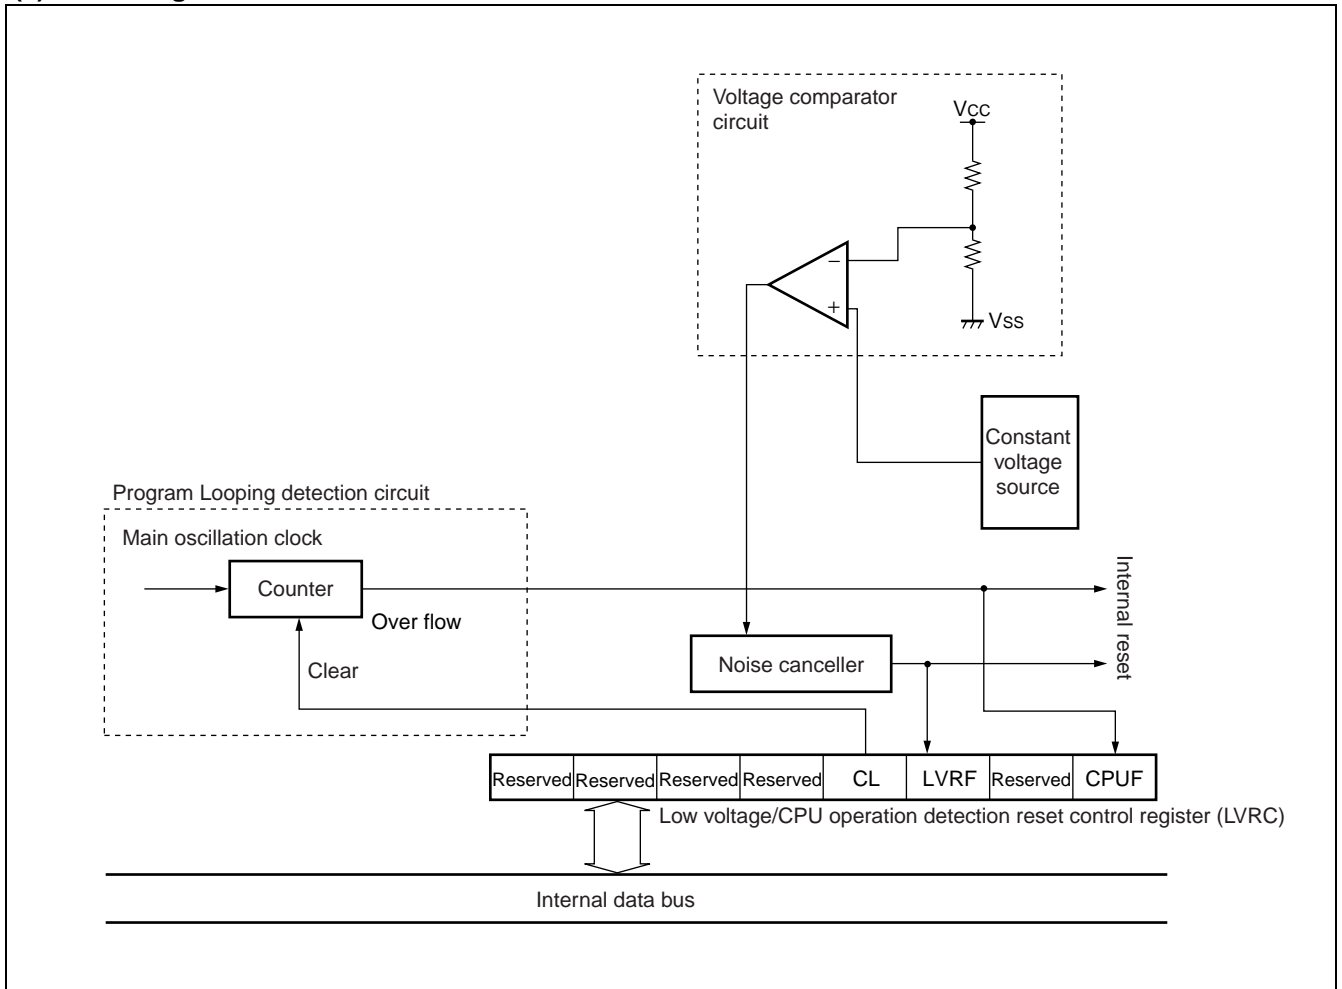 Voltage comparator
circuit
Vcc
−
+
Vss
Constant
voltage
source
Program Looping detection circuit
Main oscillation clock
Counter
Over flow
Clear
Noise canceller
Internal reset
Reserved Reserved Reserved Reserved CL LVRF Reserved CPUF
Low voltage/CPU operation detection reset control register (LVRC)
Internal data bus